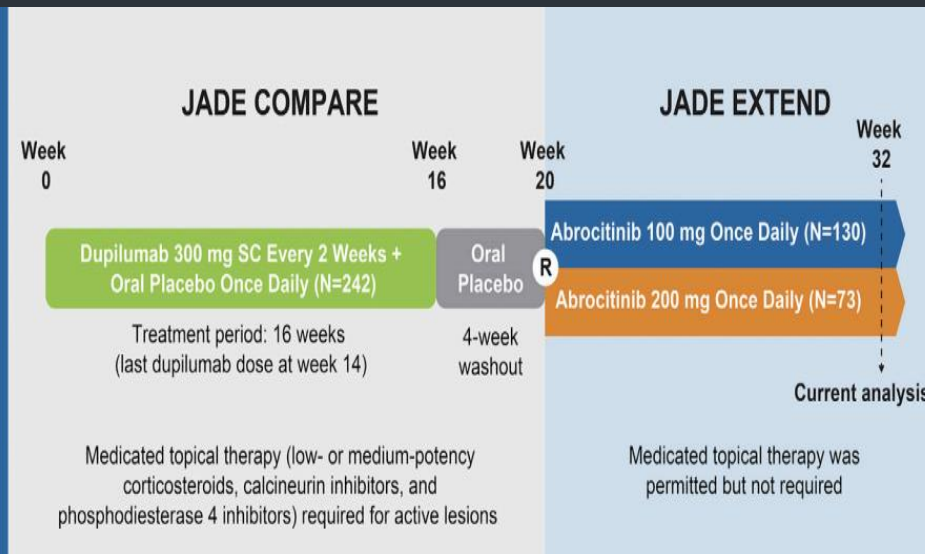 JADE COMPARE
JADE EXTEND
Week
0
Week
16
Week
20
Week
32
Dupilumab 300 mg SC Every 2 Weeks +
Oral Placebo Once Daily (N=242)
Oral
Placebo
R
Abrocitinib 100 mg Once Daily (N=130)
Abrocitinib 200 mg Once Daily (N=73)
Treatment period: 16 weeks
(last dupilumab dose at week 14)
4-week
washout
Current analysis
Medicated topical therapy (low- or medium-potency
corticosteroids, calcineurin inhibitors, and
phosphodiesterase 4 inhibitors) required for active lesions
Medicated topical therapy was
permitted but not required